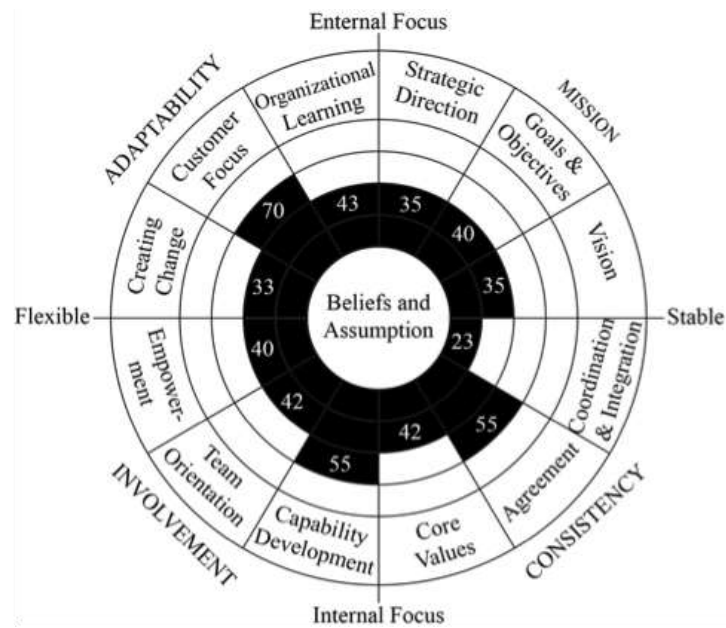 Enternal Focus
ADAPTABILITY
MISSION
Organizational
Learning
Strategic
Direction
Customer
Focus
Goals &
Objectives
Creating
Change
Vision
70
43
35
40
33
35
Beliefs and
Assumption
Flexible
Stable
40
23
42
55
42
55
Empower-
ment
Coordination
& Integration
Team
Orientation
Agreement
Capability
Development
Core
Values
INVOLVEMENT
CONSISTENCY
Internal Focus